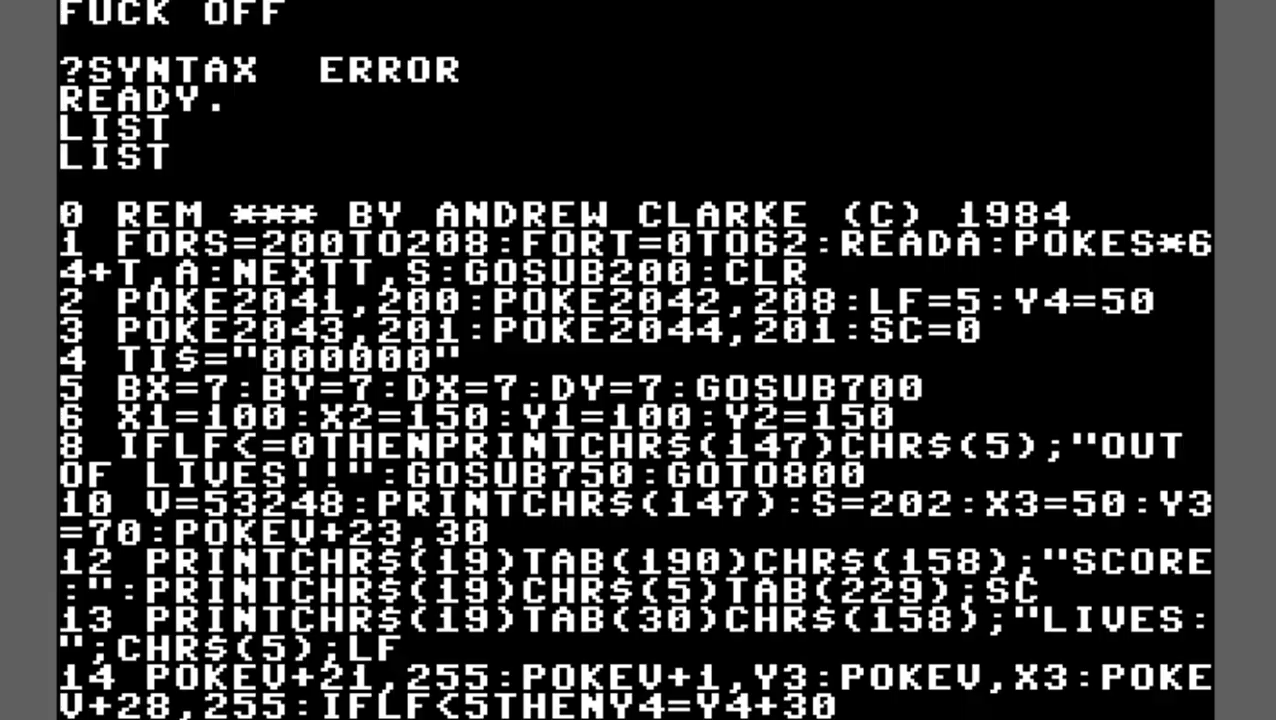 FUCK OFF
?SYNTAX  ERROR
READY.
LIST
LIST
0 REM *** BY ANDREW CLARKE (C) 1984
1 FORS=200TO208:FORT=0TO62:READA:POKES*6
4+T,A:NEXTT,S:GOSUB200:CLR
2 POKE2041,200:POKE2042,208:LF=5:Y4=50
3 POKE2043,201:POKE2044,201:SC=0
4 TI$="000000"
5 BX=7:BY=7:DX=7:DY=7:GOSUB700
6 X1=100:X2=150:Y1=100:Y2=150
8 IFLF<=0THENPRINTCHR$(147)CHR$(5);"OUT
OF LIVES!!":GOSUB750:GOTO800
10 V=53248:PRINTCHR$(147):S=202:X3=50:Y3
=70:POKEV+23,30
12 PRINTCHR$(19)TAB(190)CHR$(158);"SCORE
:":PRINTCHR$(19)CHR$(5)TAB(229);SC
13 PRINTCHR$(19)TAB(30)CHR$(158);"LIVES:
";CHR$(5);LF
14 POKEV+21,255:POKEV+1,Y3:POKEV,X3:POKE
V+28,255:IFLF<5THENY4=Y4+30